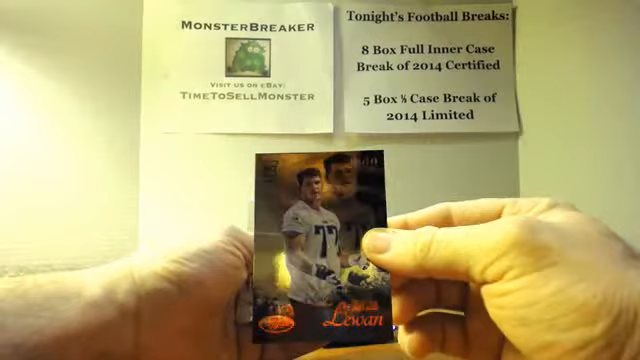 MonsterBreaker
Visit us on eBay:
TimeToSellMonster
Tonight's Football Breaks:
8 Box Full Inner Case
Break of 2014 Certified
5 Box ½ Case Break of
2014 Limited
77
Lewan